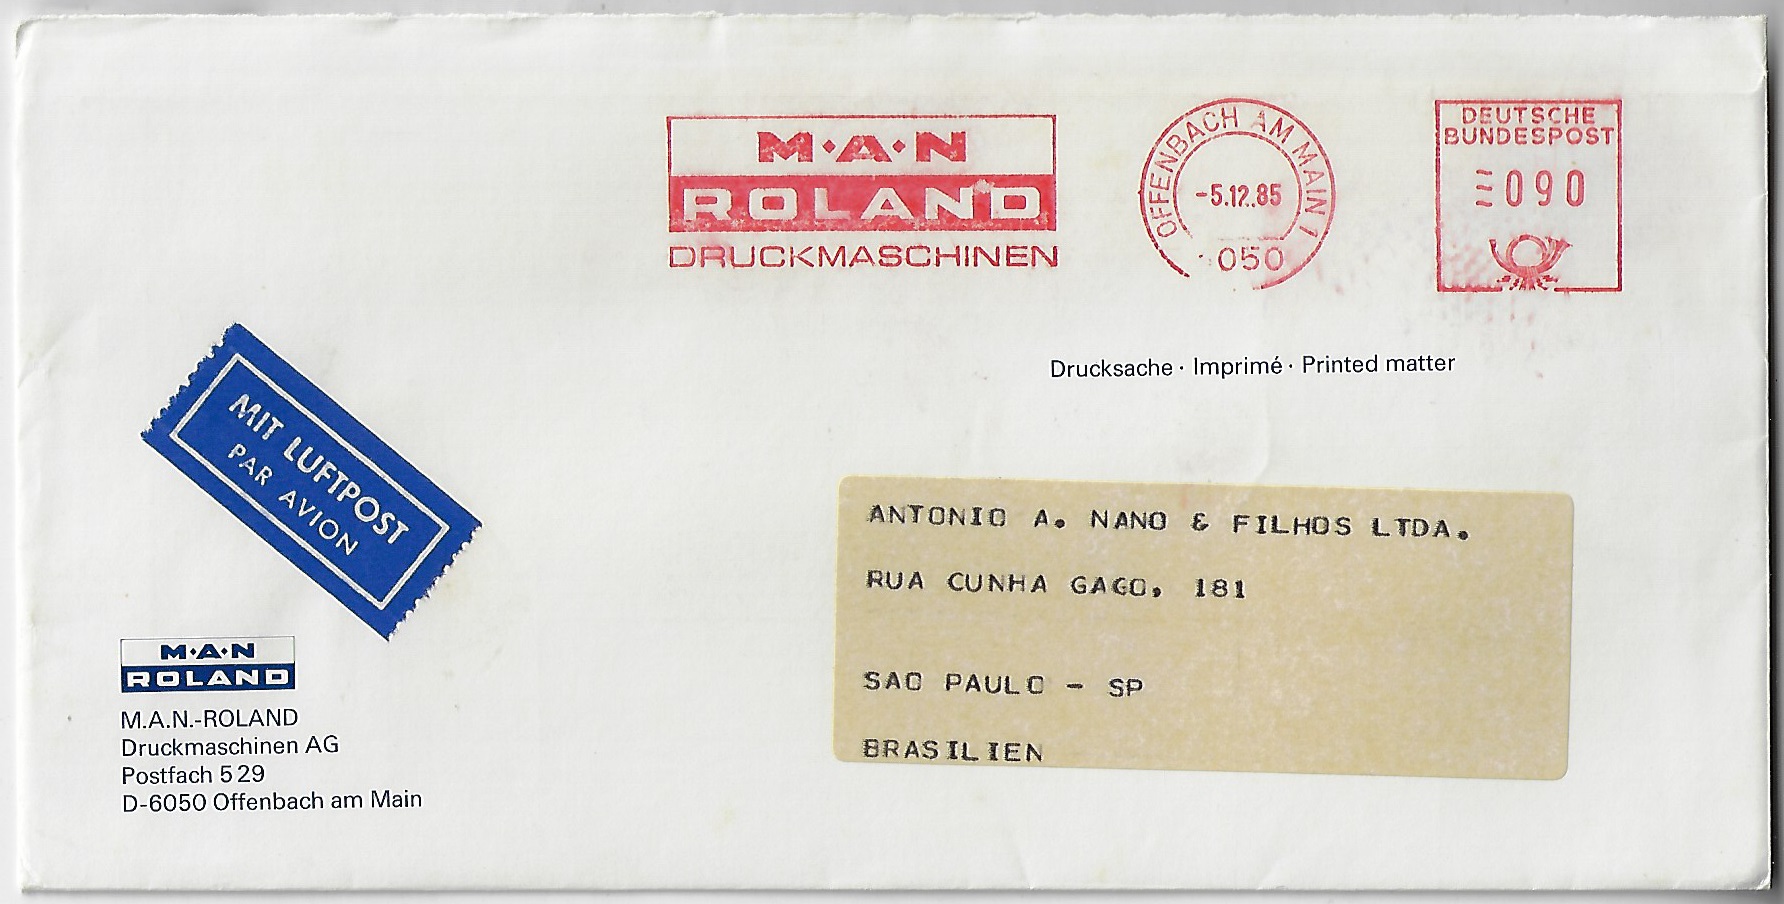 M·A·N
ROLAND
DRUCKMASCHINEN
OFFENBACH AM MAIN 1
-5.12.85
050
DEUTSCHE
BUNDESPOST
090
Drucksache · Imprimé · Printed matter
MIT LUFTPOST
PAR AVION
ANTONIO A. NANO & FILHOS LTDA.
RUA CUNHA GAGO, 181
SAO PAULO - SP
BRASILIEN
M·A·N
ROLAND
M.A.N.-ROLAND
Druckmaschinen AG
Postfach 529
D-6050 Offenbach am Main